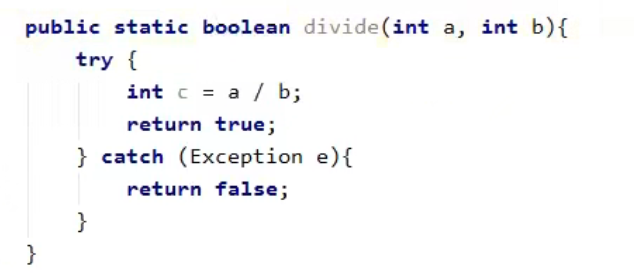 public static boolean divide(int a, int b){
try {
int c = a / b;
return true;
} catch (Exception e){
return false;
}
}